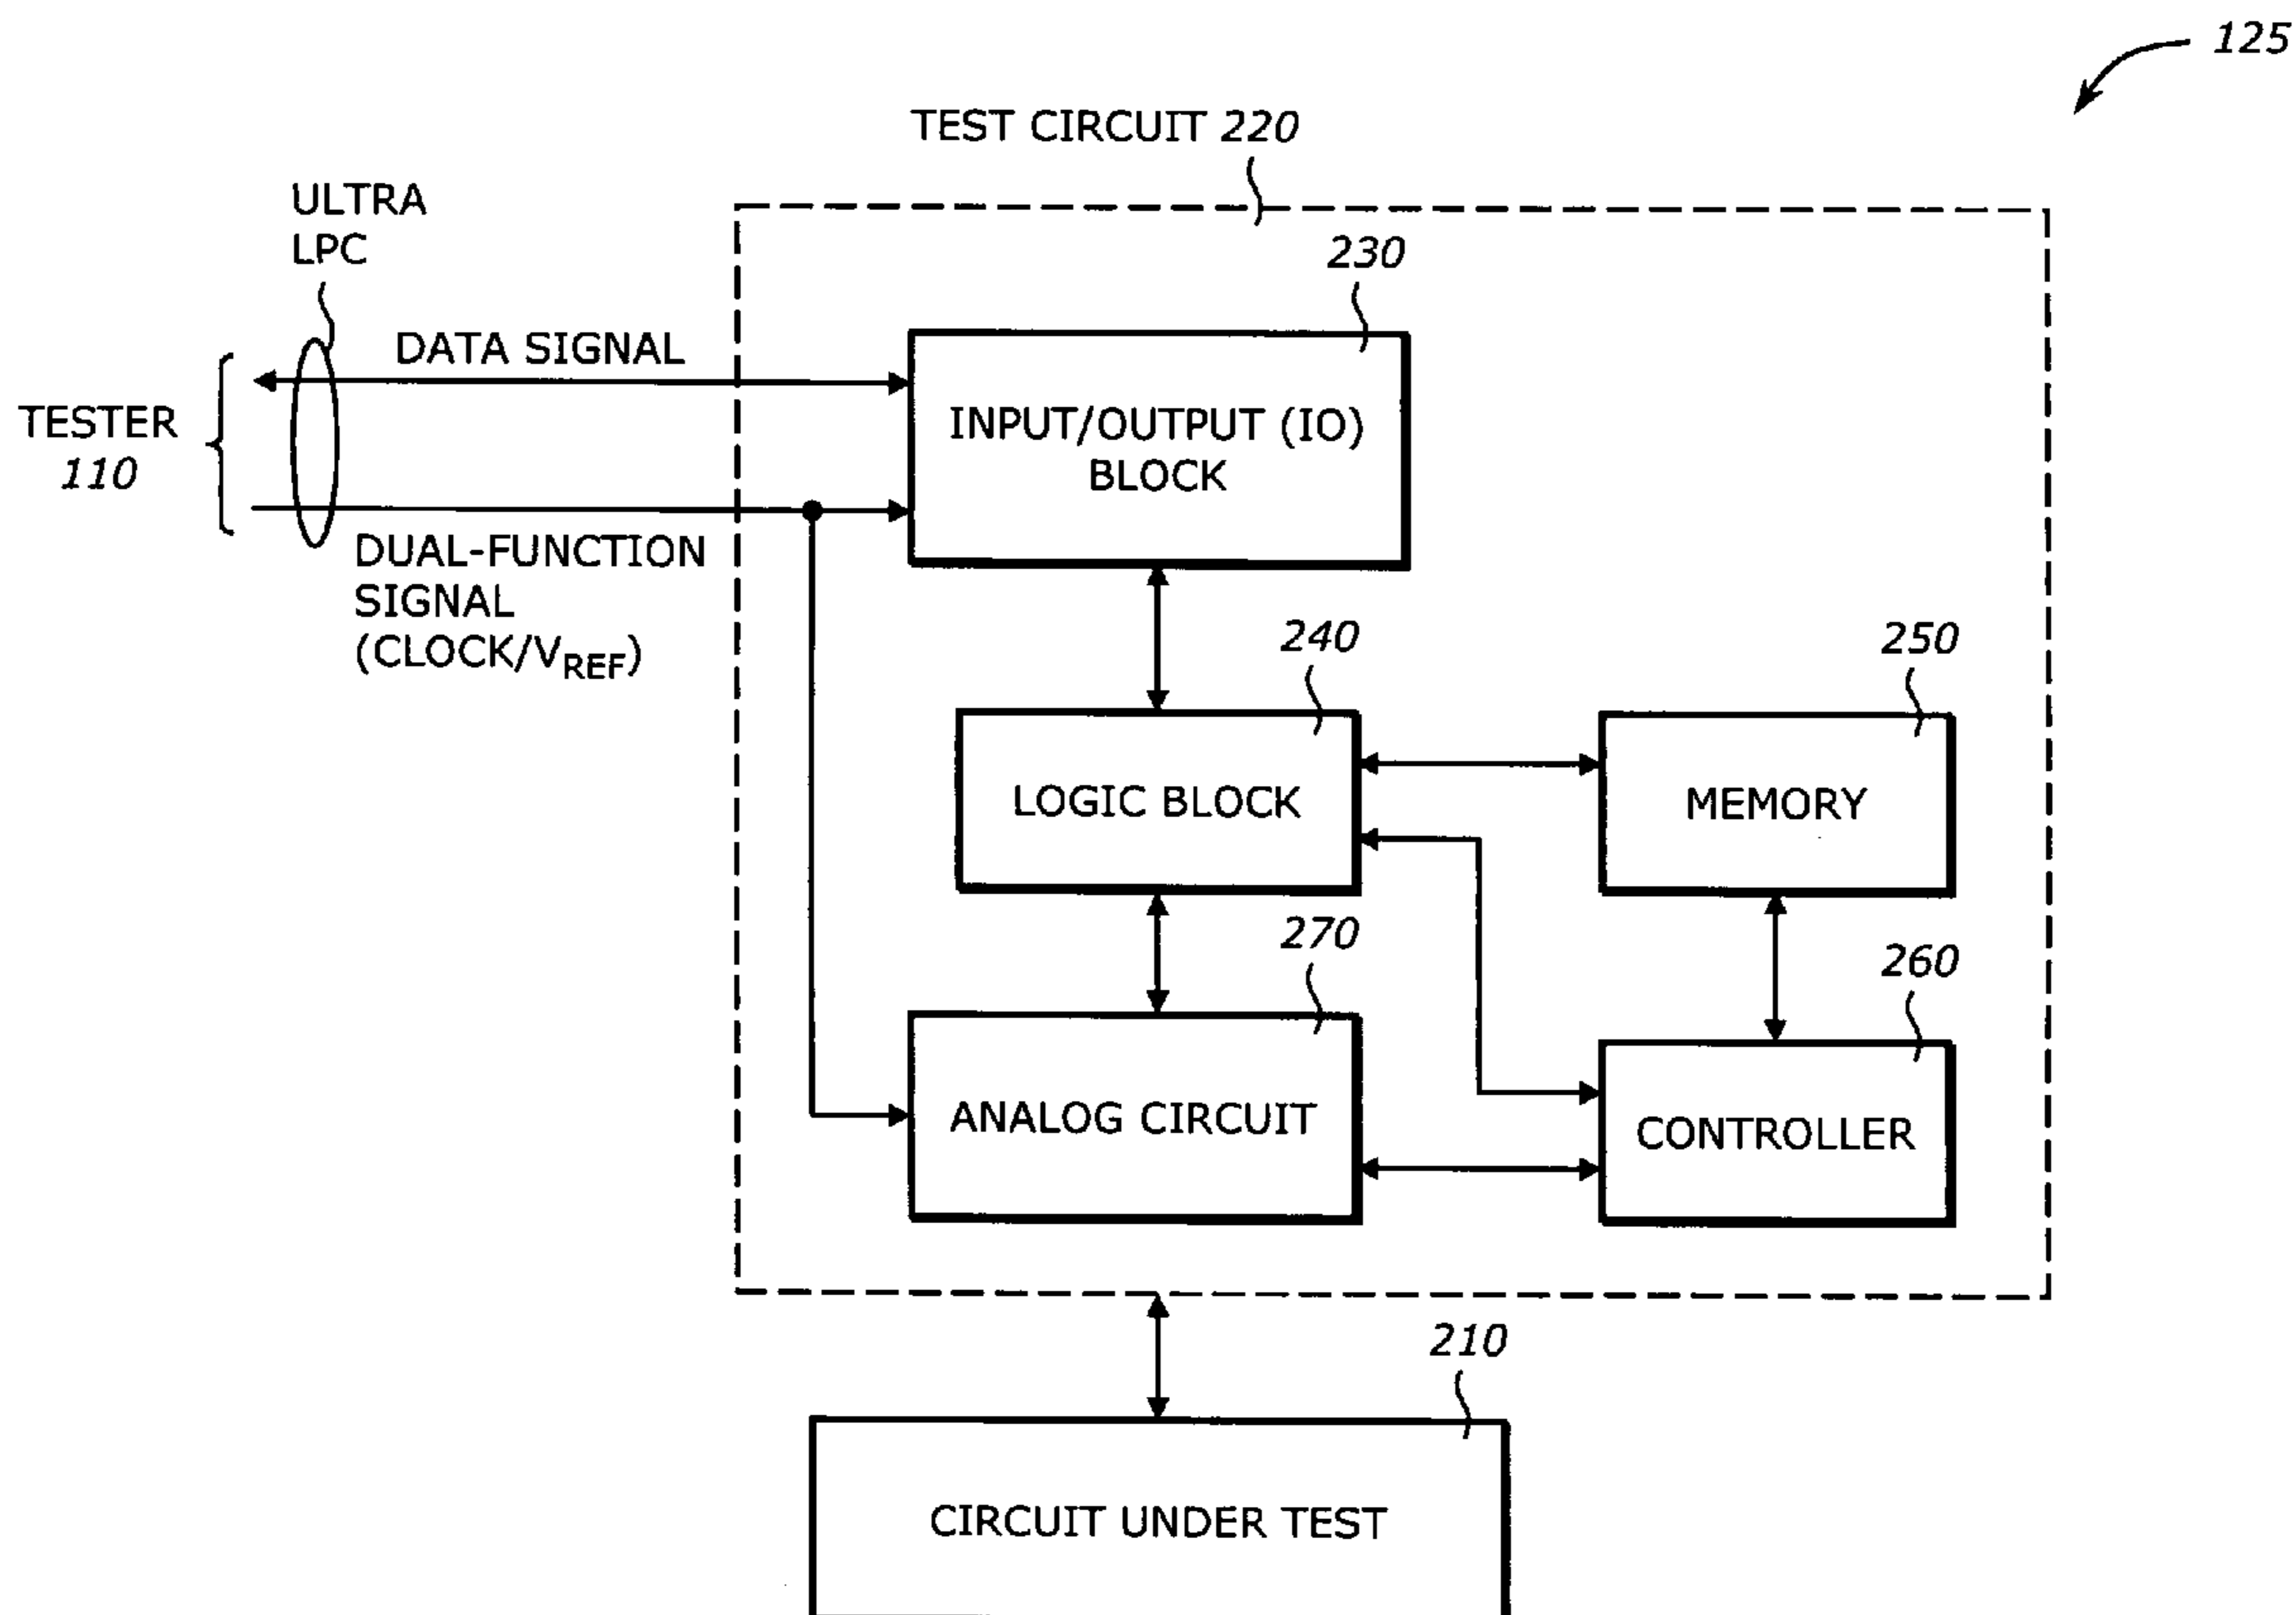 125
TEST CIRCUIT 220
ULTRA
LPC
230
DATA SIGNAL
TESTER
110
INPUT/OUTPUT (IO)
BLOCK
DUAL-FUNCTION
SIGNAL
(CLOCK/VREF)
240
250
LOGIC BLOCK
MEMORY
270
260
ANALOG CIRCUIT
CONTROLLER
210
CIRCUIT UNDER TEST